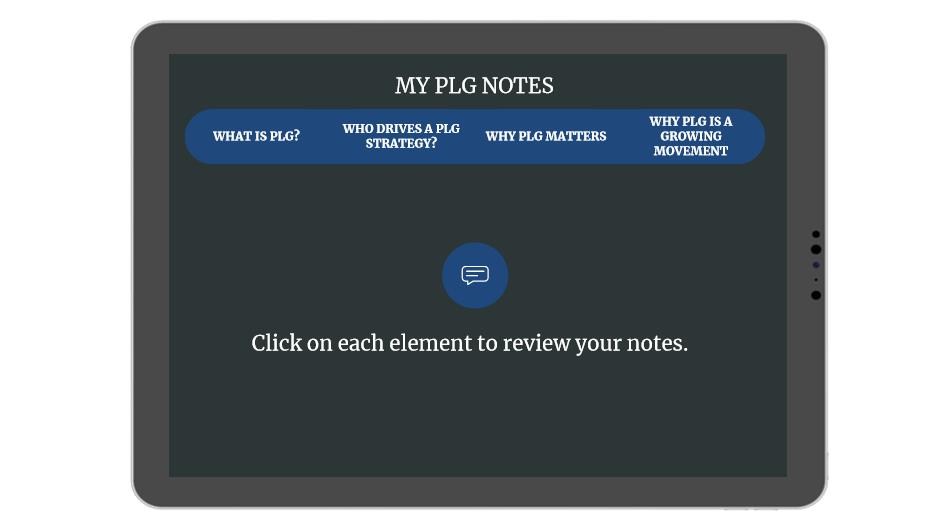 MY PLG NOTES
WHAT IS PLG?
WHO DRIVES A PLG
STRATEGY?
WHY PLG MATTERS
WHY PLG IS A
GROWING
MOVEMENT
Click on each element to review your notes.